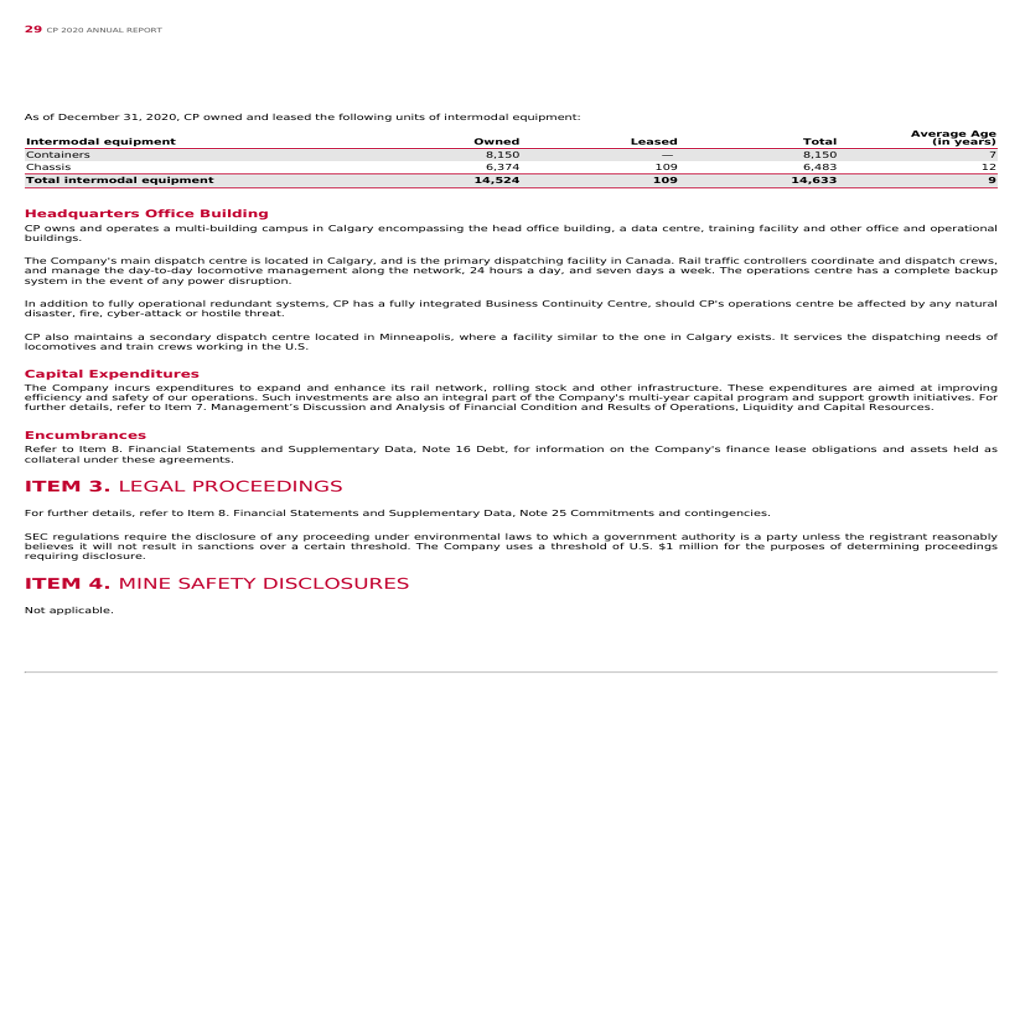 29 CP 2020 ANNUAL REPORT
As of December 31, 2020, CP owned and leased the following units of intermodal equipment:
Intermodal equipment Owned Leased Total Average Age (in years)
Containers 8,150 — 8,150 7
Chassis 6,374 109 6,483 12
Total intermodal equipment 14,524 109 14,633 9
Headquarters Office Building
CP owns and operates a multi-building campus in Calgary encompassing the head office building, a data centre, training facility and other office and operational
buildings.
The Company's main dispatch centre is located in Calgary, and is the primary dispatching facility in Canada. Rail traffic controllers coordinate and dispatch crews,
and manage the day-to-day locomotive management along the network, 24 hours a day, and seven days a week. The operations centre has a complete backup
system in the event of any power disruption.
In addition to fully operational redundant systems, CP has a fully integrated Business Continuity Centre, should CP's operations centre be affected by any natural
disaster, fire, cyber-attack or hostile threat.
CP also maintains a secondary dispatch centre located in Minneapolis, where a facility similar to the one in Calgary exists. It services the dispatching needs of
locomotives and train crews working in the U.S.
Capital Expenditures
The Company incurs expenditures to expand and enhance its rail network, rolling stock and other infrastructure. These expenditures are aimed at improving
efficiency and safety of our operations. Such investments are also an integral part of the Company's multi-year capital program and support growth initiatives. For
further details, refer to Item 7. Management's Discussion and Analysis of Financial Condition and Results of Operations, Liquidity and Capital Resources.
Encumbrances
Refer to Item 8. Financial Statements and Supplementary Data, Note 16 Debt, for information on the Company's finance lease obligations and assets held as
collateral under these agreements.
ITEM 3. LEGAL PROCEEDINGS
For further details, refer to Item 8. Financial Statements and Supplementary Data, Note 25 Commitments and contingencies.
SEC regulations require the disclosure of any proceeding under environmental laws to which a government authority is a party unless the registrant reasonably
believes it will not result in sanctions over a certain threshold. The Company uses a threshold of U.S. $1 million for the purposes of determining proceedings
requiring disclosure.
ITEM 4. MINE SAFETY DISCLOSURES
Not applicable.